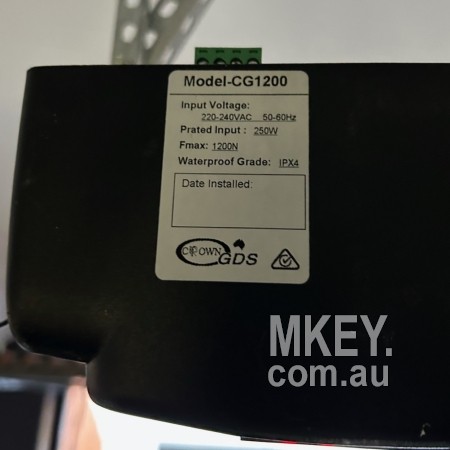 Model-CG1200
Input Voltage:
220-240VAC 50-60Hz
Prated Input : 250W
Fmax: 1200N
Waterproof Grade: IPX4
Date Installed:
CROWN
GDS
MKEY.
com.au